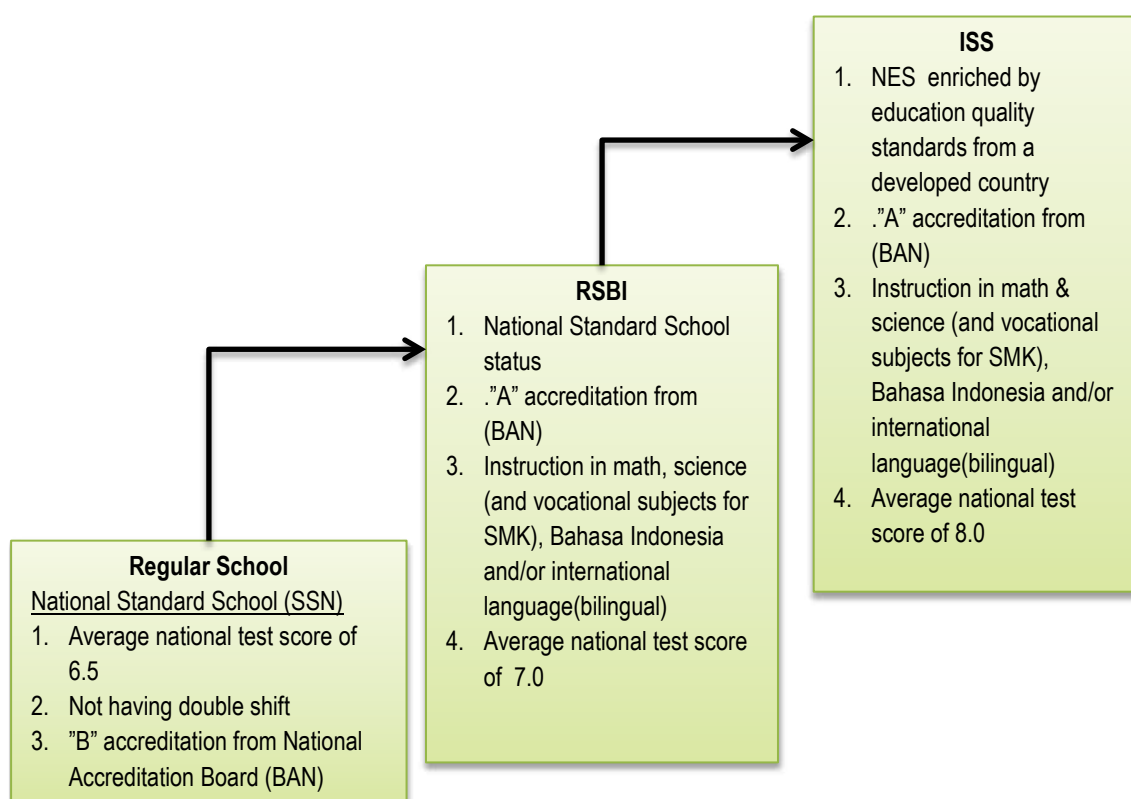 ISS
1. NES enriched by
education quality
standards from a
developed country
2. .”A” accreditation from
(BAN)
3. Instruction in math &
science (and vocational
subjects for SMK),
Bahasa Indonesia and/or
international
language(bilingual)
4. Average national test
score of 8.0
RSBI
1. National Standard School
status
2. .”A” accreditation from
(BAN)
3. Instruction in math, science
(and vocational subjects for
SMK), Bahasa Indonesia
and/or international
language(bilingual)
4. Average national test score
of 7.0
Regular School
National Standard School (SSN)
1. Average national test score of
6.5
2. Not having double shift
3. ”B” accreditation from National
Accreditation Board (BAN)